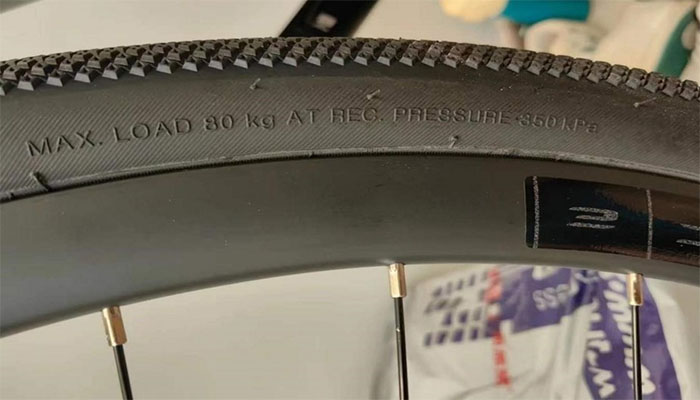 MAX. LOAD 80 kg AT REC. PRESSURE 350 kPa